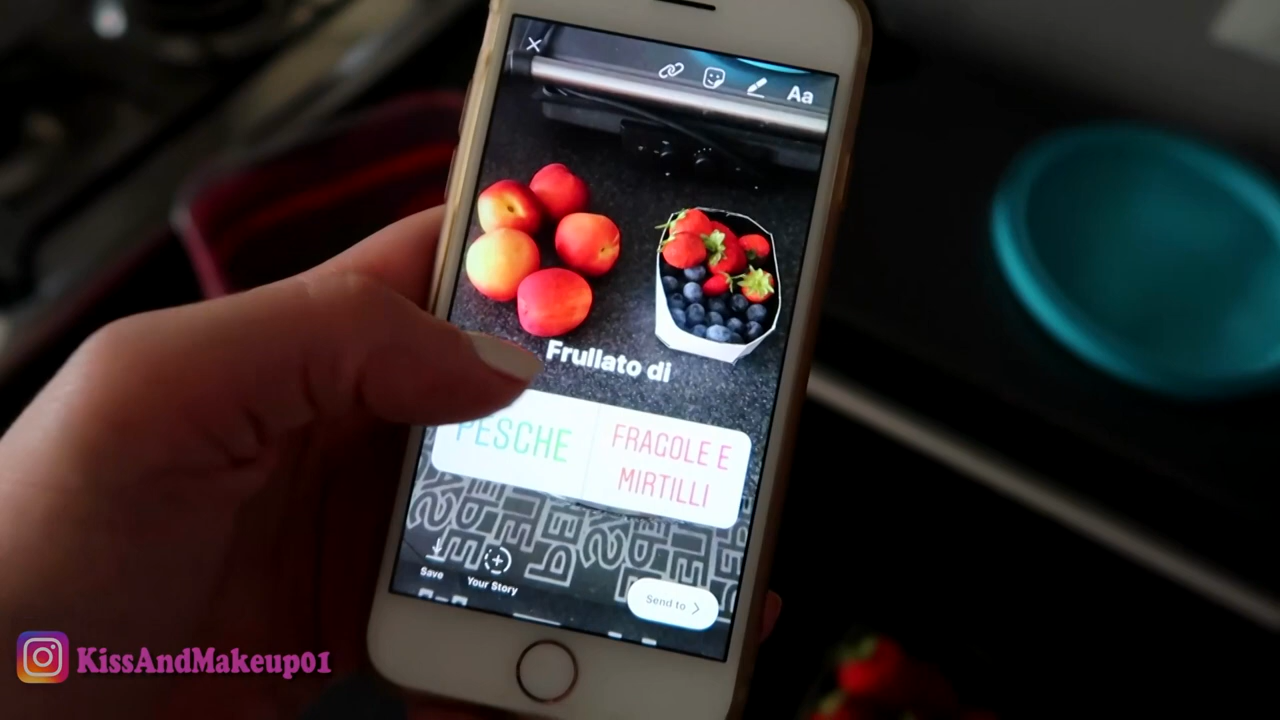 Aa
Frullato di
PESCHE
FRAGOLE E
MIRTILLI
Save
Your Story
Send to
KissAndMakeup01